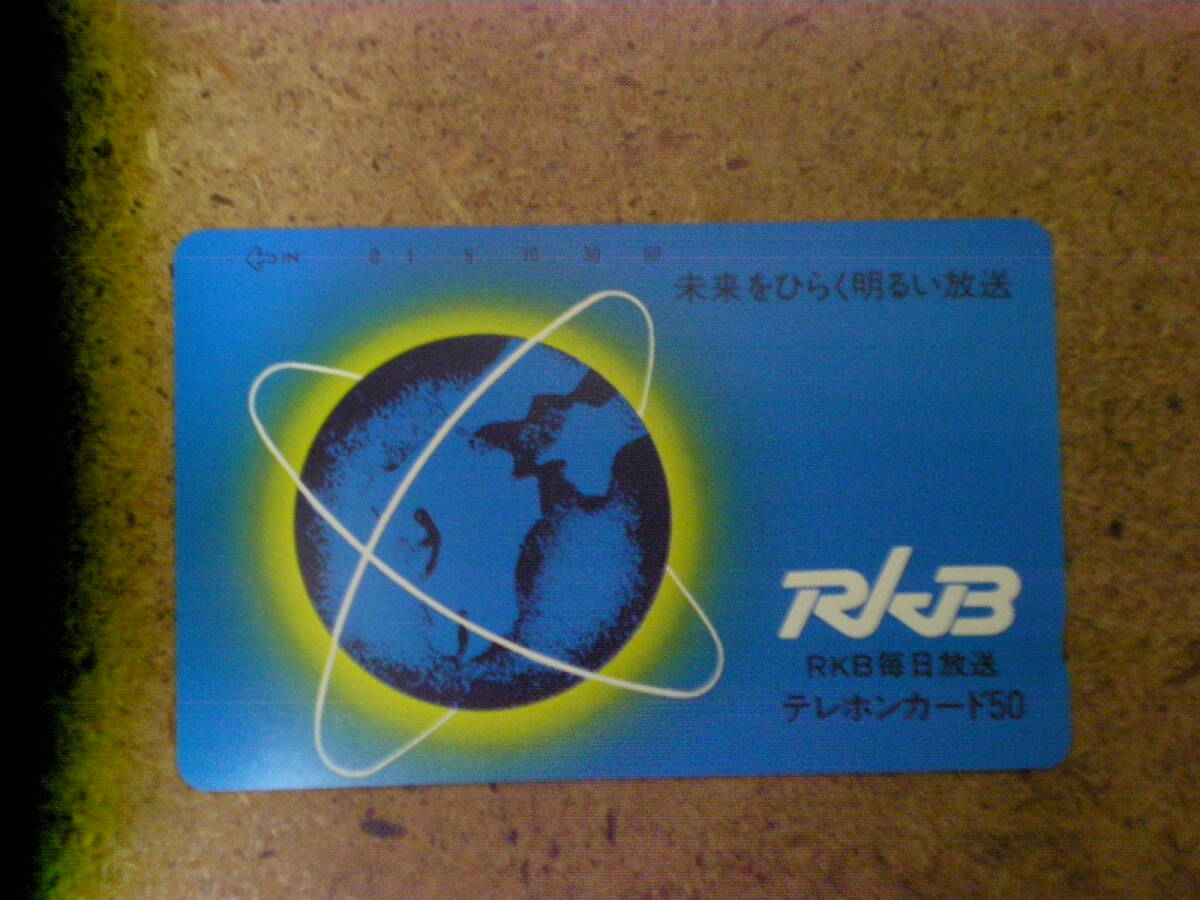 IN 0 1 5 10 30 50
未来をひらく明るい放送
RKB
RKB毎日放送
テレホンカード50